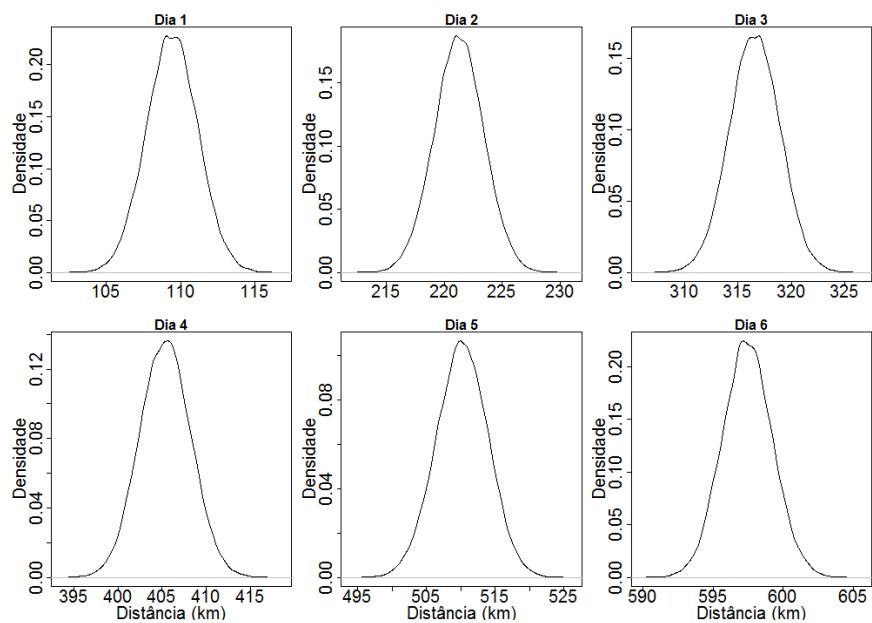 Dia 1
Densidade
0.00 0.05 0.10 0.15 0.20
105 110 115
Dia 2
Densidade
0.00 0.05 0.10 0.15
215 220 225 230
Dia 3
Densidade
0.00 0.05 0.10 0.15
310 315 320 325
Dia 4
Densidade
0.00 0.04 0.08 0.12
395 400 405 410 415
Distância (km)
Dia 5
Densidade
0.00 0.04 0.08
495 505 515 525
Distância (km)
Dia 6
Densidade
0.00 0.05 0.10 0.15 0.20
590 595 600 605
Distância (km)